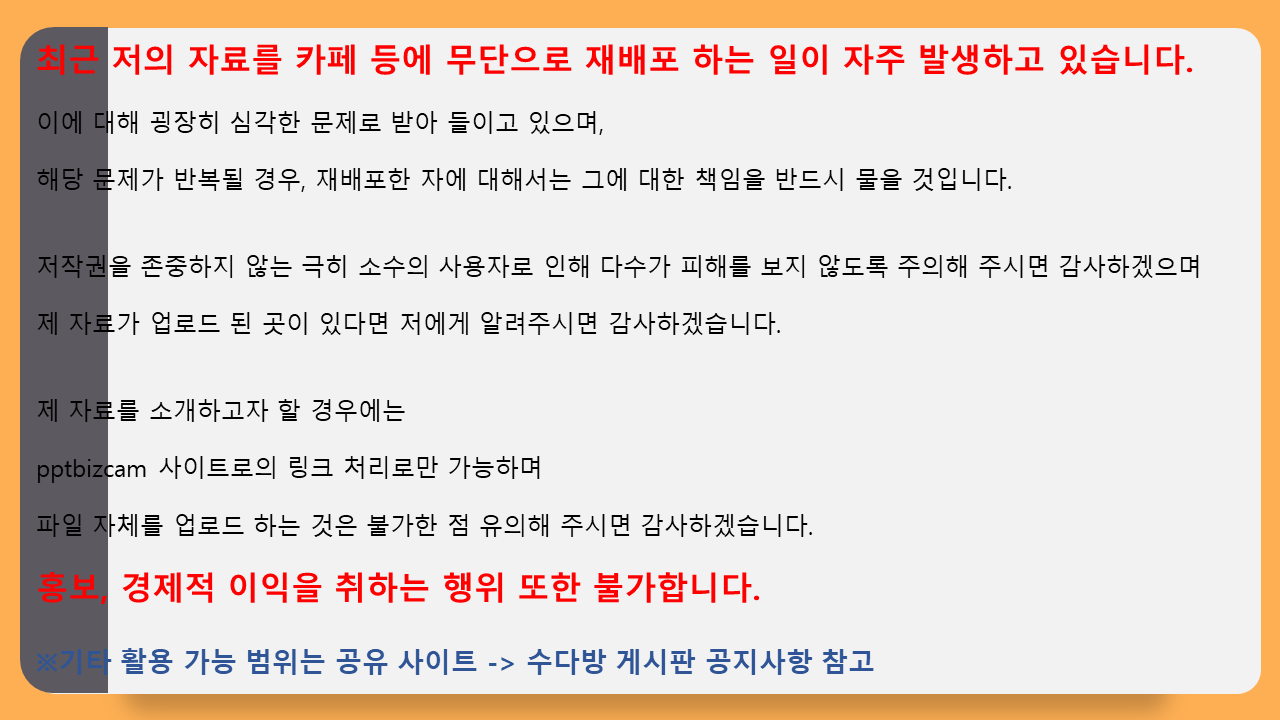 최근 저의 자료를 카페 등에 무단으로 재배포 하는 일이 자주 발생하고 있습니다.
이에 대해 굉장히 심각한 문제로 받아 들이고 있으며,
해당 문제가 반복될 경우, 재배포한 자에 대해서는 그에 대한 책임을 반드시 물을 것입니다.
저작권을 존중하지 않는 극히 소수의 사용자로 인해 다수가 피해를 보지 않도록 주의해 주시면 감사하겠으며
제 자료가 업로드 된 곳이 있다면 저에게 알려주시면 감사하겠습니다.
제 자료를 소개하고자 할 경우에는
pptbizcam 사이트로의 링크 처리로만 가능하며
파일 자체를 업로드 하는 것은 불가한 점 유의해 주시면 감사하겠습니다.
홍보, 경제적 이익을 취하는 행위 또한 불가합니다.
※기타 활용 가능 범위는 공유 사이트 -> 수다방 게시판 공지사항 참고